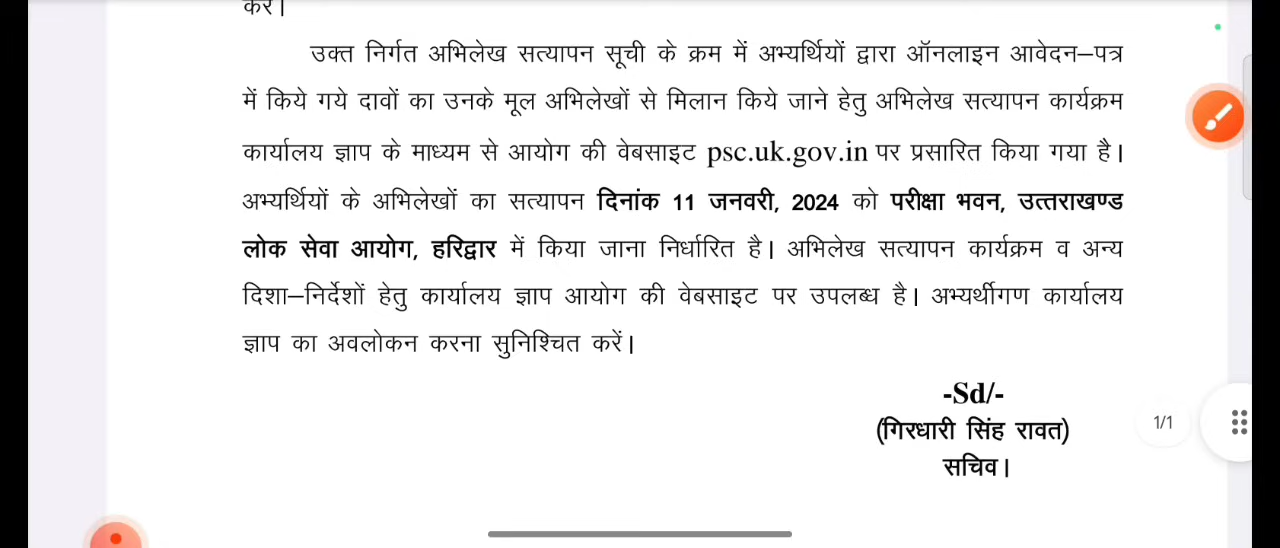 करें।
उक्त निर्गत अभिलेख सत्यापन सूची के क्रम में अभ्यर्थियों द्वारा ऑनलाइन आवेदन–पत्र
में किये गये दावों का उनके मूल अभिलेखों से मिलान किये जाने हेतु अभिलेख सत्यापन कार्यक्रम
कार्यालय ज्ञाप के माध्यम से आयोग की वेबसाइट psc.uk.gov.in पर प्रसारित किया गया है।
अभ्यर्थियों के अभिलेखों का सत्यापन दिनांक 11 जनवरी, 2024 को परीक्षा भवन, उत्तराखण्ड
लोक सेवा आयोग, हरिद्वार में किया जाना निर्धारित है। अभिलेख सत्यापन कार्यक्रम व अन्य
दिशा–निर्देशों हेतु कार्यालय ज्ञाप आयोग की वेबसाइट पर उपलब्ध है। अभ्यर्थीगण कार्यालय
ज्ञाप का अवलोकन करना सुनिश्चित करें।
-Sd/-
(गिरधारी सिंह रावत)
सचिव।
1/1